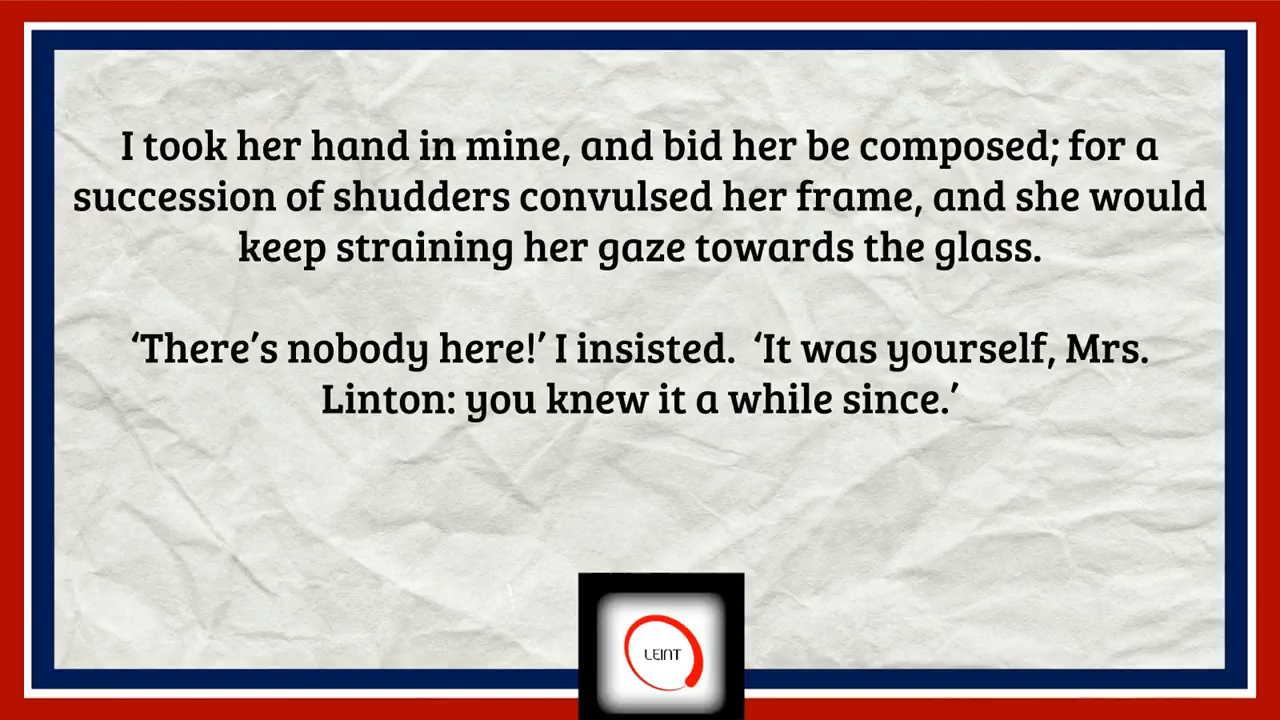 I took her hand in mine, and bid her be composed; for a
succession of shudders convulsed her frame, and she would
keep straining her gaze towards the glass.
‘There’s nobody here!’ I insisted.  ‘It was yourself, Mrs.
Linton: you knew it a while since.’
LEINT